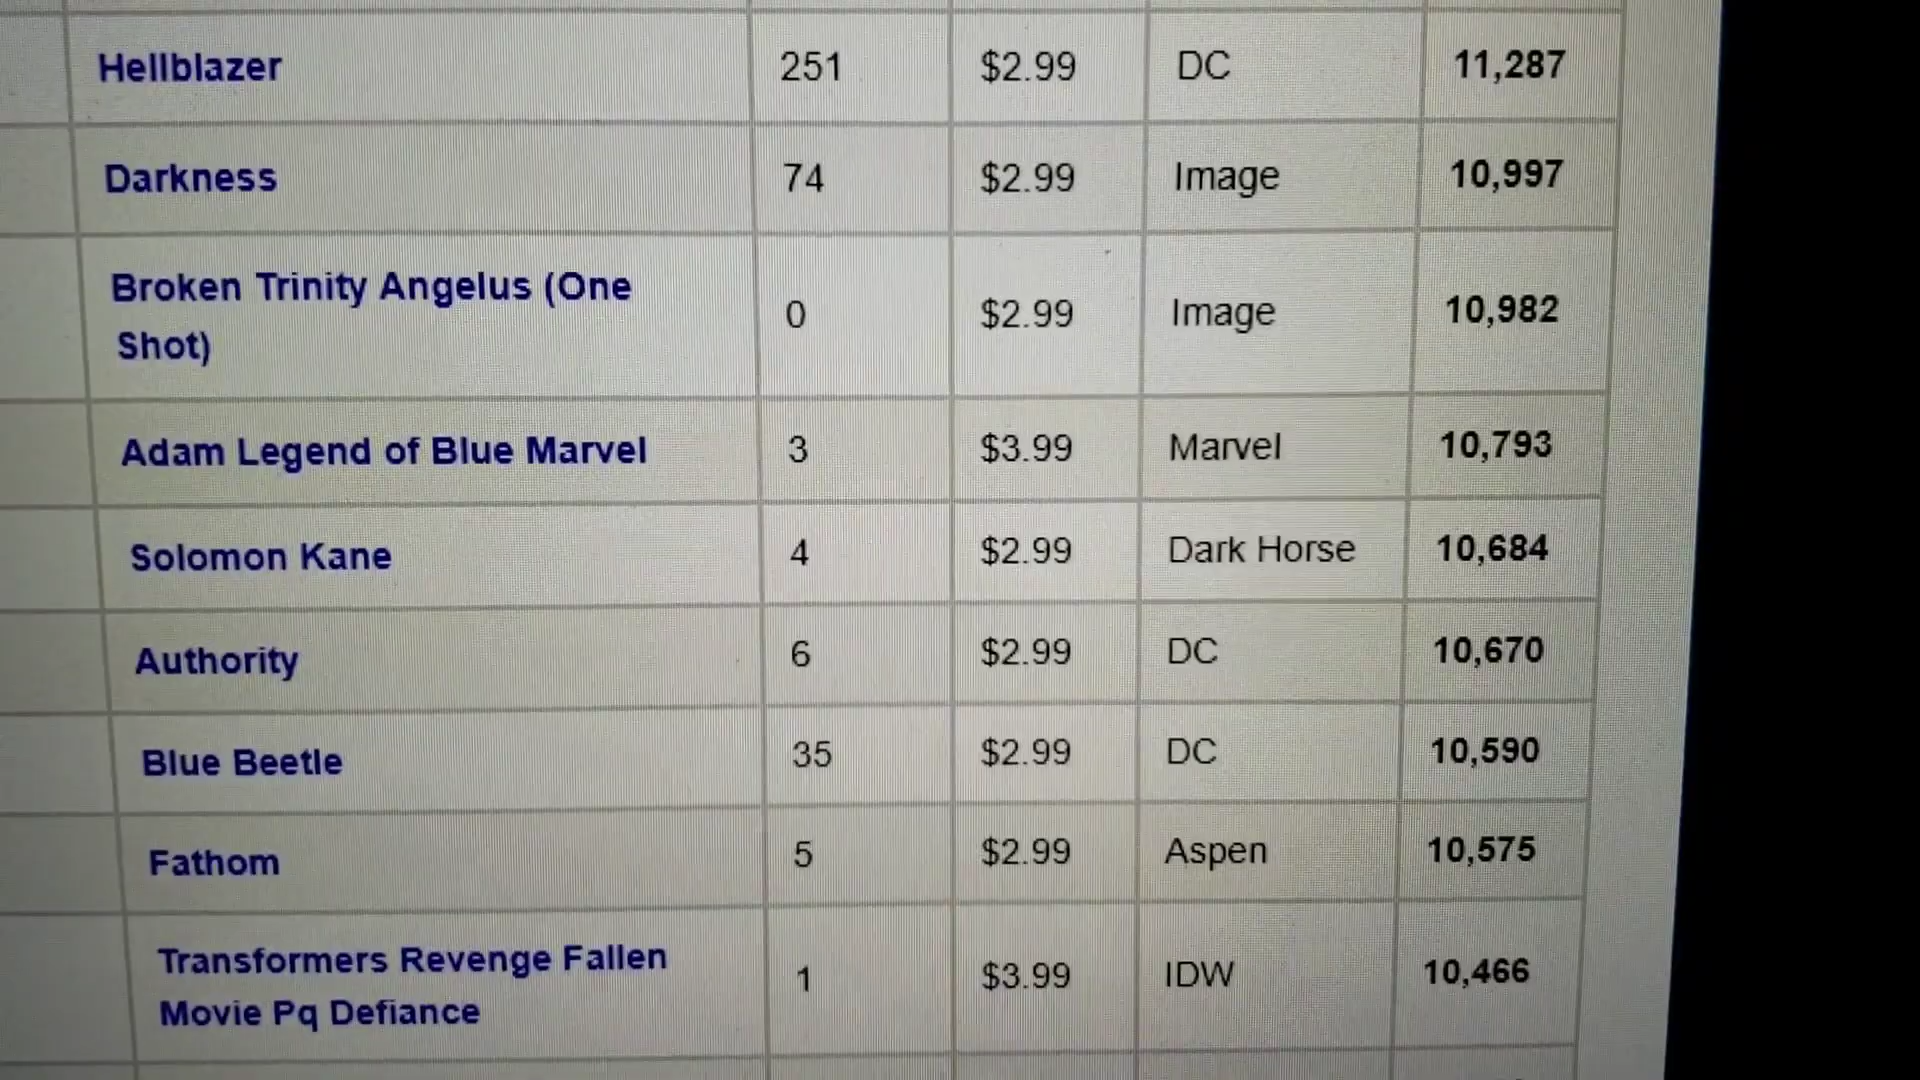 Hellblazer 251 $2.99 DC 11,287
Darkness 74 $2.99 Image 10,997
Broken Trinity Angelus (One
Shot) 0 $2.99 Image 10,982
Adam Legend of Blue Marvel 3 $3.99 Marvel 10,793
Solomon Kane 4 $2.99 Dark Horse 10,684
Authority 6 $2.99 DC 10,670
Blue Beetle 35 $2.99 DC 10,590
Fathom 5 $2.99 Aspen 10,575
Transformers Revenge Fallen
Movie Pq Defiance 1 $3.99 IDW 10,466